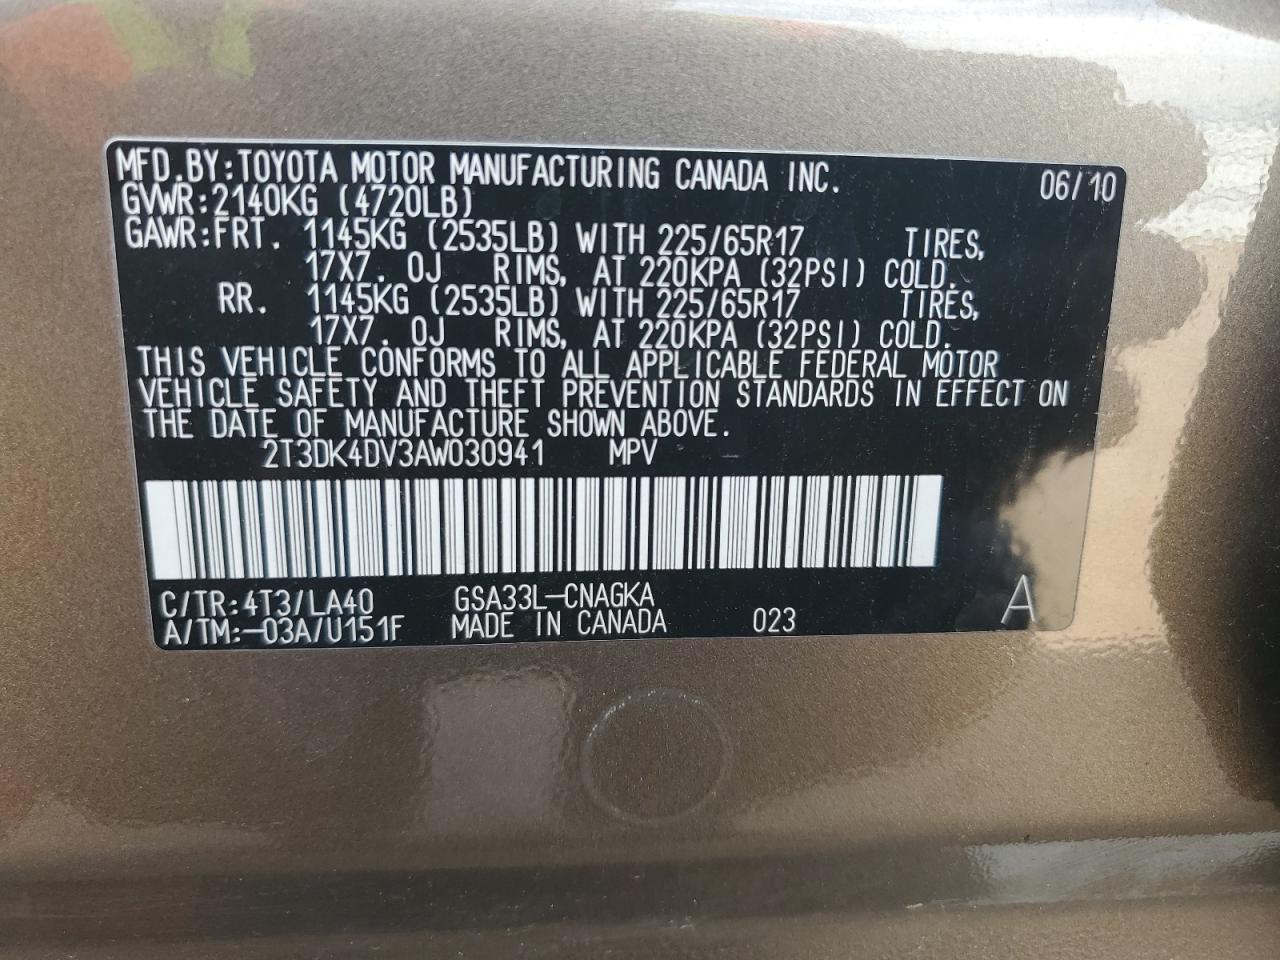 MFD.BY:TOYOTA MOTOR MANUFACTURING CANADA INC. 06/10
GVWR:2140KG (4720LB)
GAWR:FRT. 1145KG (2535LB) WITH 225/65R17 TIRES,
17X7.0J RIMS, AT 220KPA (32PSI) COLD.
RR. 1145KG (2535LB) WITH 225/65R17 TIRES,
17X7.0J RIMS, AT 220KPA (32PSI) COLD.
THIS VEHICLE CONFORMS TO ALL APPLICABLE FEDERAL MOTOR
VEHICLE SAFETY AND THEFT PREVENTION STANDARDS IN EFFECT ON
THE DATE OF MANUFACTURE SHOWN ABOVE.
2T3DK4DV3AW030941 MPV
C/TR:4T3/LA40 GSA33L-CNAGKA
A/TM:-03A/U151F MADE IN CANADA 023 A